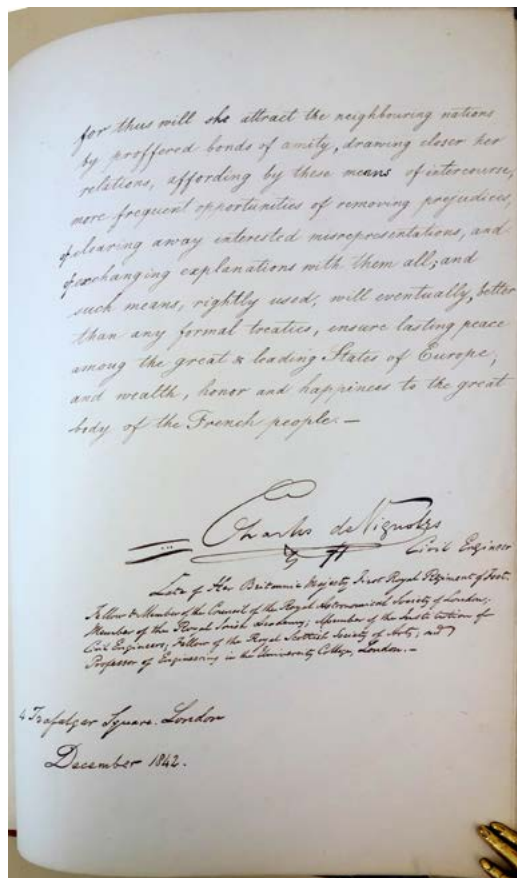 for thus will she attract the neighbouring nations
by proffered bonds of amity, drawing closer her
relations, affording by these means of intercourse,
more frequent opportunities of removing prejudices,
of clearing away interested misrepresentations, and
of exchanging explanations with them all; and
such means, rightly used, will eventually, better
than any formal treaties, ensure lasting peace
among the great & leading States of Europe,
and wealth, honor and happiness to the great
body of the French people. —
Charles de Vignoles
Civil Engineer
Late of Her Britannic Majesty First Royal Regiment of Foot.
Fellow & Member of the Council of the Royal Astronomical Society of London;
Member of the Royal Irish Academy; Member of the Institution of
Civil Engineers; Fellow of the Royal Scottish Society of Arts; and
Professor of Engineering in the University College, London. —
4 Trafalgar Square. London
December 1842.